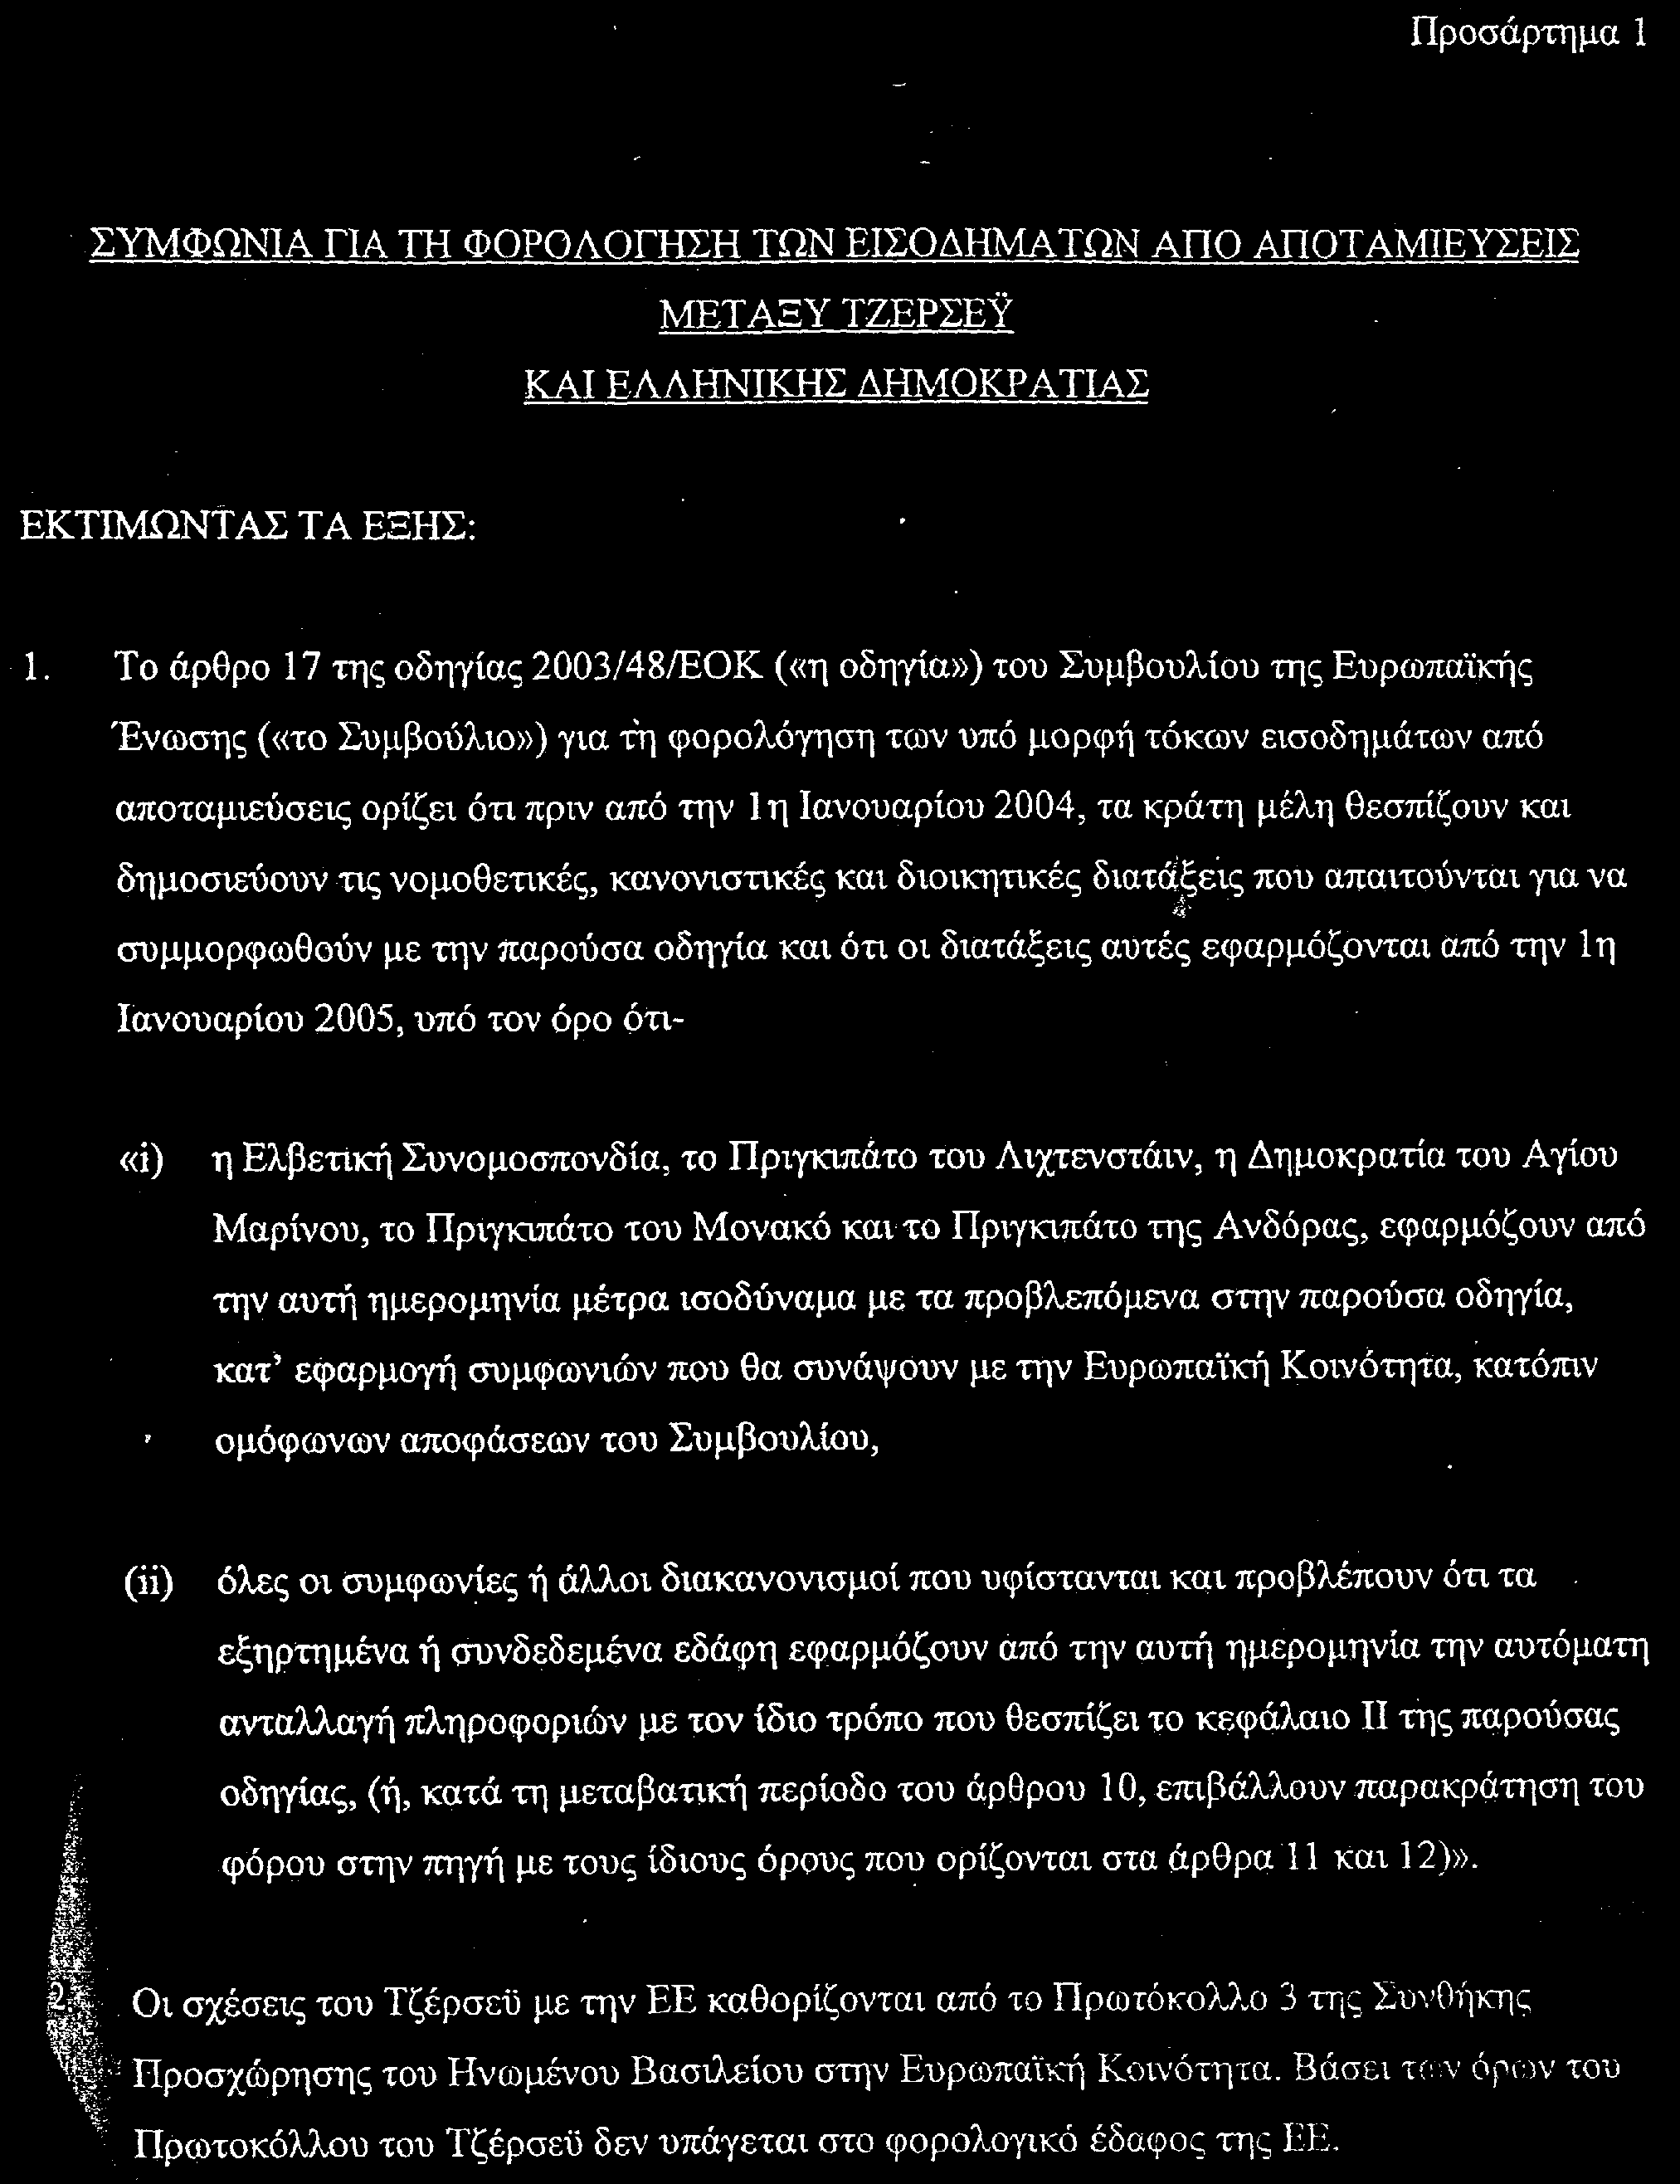 Προσάρτημα 1
ΣΥΜΦΩΝΙΑ ΓΙΑ ΤΗ ΦΟΡΟΛΟΓΗΣΗ ΤΩΝ ΕΙΣΟΔΗΜΑΤΩΝ ΑΠΟ ΑΠΟΤΑΜΙΕΥΣΕΙΣ
ΜΕΤΑΞΥ ΤΖΕΡΣΕΫ
ΚΑΙ ΕΛΛΗΝΙΚΗΣ ΔΗΜΟΚΡΑΤΙΑΣ
ΕΚΤΙΜΩΝΤΑΣ ΤΑ ΕΞΗΣ:
1. Το άρθρο 17 της οδηγίας 2003/48/ΕΟΚ («η οδηγία») του Συμβουλίου της Ευρωπαϊκής
Ένωσης («το Συμβούλιο») για τη φορολόγηση των υπό μορφή τόκων εισοδημάτων από
αποταμιεύσεις ορίζει ότι πριν από την 1η Ιανουαρίου 2004, τα κράτη μέλη θεσπίζουν και
δημοσιεύουν τις νομοθετικές, κανονιστικές και διοικητικές διατάξεις που απαιτούνται για να
συμμορφωθούν με την παρούσα οδηγία και ότι οι διατάξεις αυτές εφαρμόζονται από την 1η
Ιανουαρίου 2005, υπό τον όρο ότι-
«i) η Ελβετική Συνομοσπονδία, το Πριγκιπάτο του Λιχτενστάιν, η Δημοκρατία του Αγίου
Μαρίνου, το Πριγκιπάτο του Μονακό και το Πριγκιπάτο της Ανδόρας, εφαρμόζουν από
την αυτή ημερομηνία μέτρα ισοδύναμα με τα προβλεπόμενα στην παρούσα οδηγία,
κατ’ εφαρμογή συμφωνιών που θα συνάψουν με την Ευρωπαϊκή Κοινότητα, κατόπιν
ομόφωνων αποφάσεων του Συμβουλίου,
(ii) όλες οι συμφωνίες ή άλλοι διακανονισμοί που υφίστανται και προβλέπουν ότι τα
εξηρτημένα ή συνδεδεμένα εδάφη εφαρμόζουν από την αυτή ημερομηνία την αυτόματη
ανταλλαγή πληροφοριών με τον ίδιο τρόπο που θεσπίζει το κεφάλαιο ΙΙ της παρούσας
οδηγίας, (ή, κατά τη μεταβατική περίοδο του άρθρου 10, επιβάλλουν παρακράτηση του
φόρου στην πηγή με τους ίδιους όρους που ορίζονται στα άρθρα 11 και 12)».
2. Οι σχέσεις του Τζέρσεϋ με την ΕΕ καθορίζονται από το Πρωτόκολλο 3 της Συνθήκης
Προσχώρησης του Ηνωμένου Βασιλείου στην Ευρωπαϊκή Κοινότητα. Βάσει των όρων του
Πρωτοκόλλου του Τζέρσεϋ δεν υπάγεται στο φορολογικό έδαφος της ΕΕ.